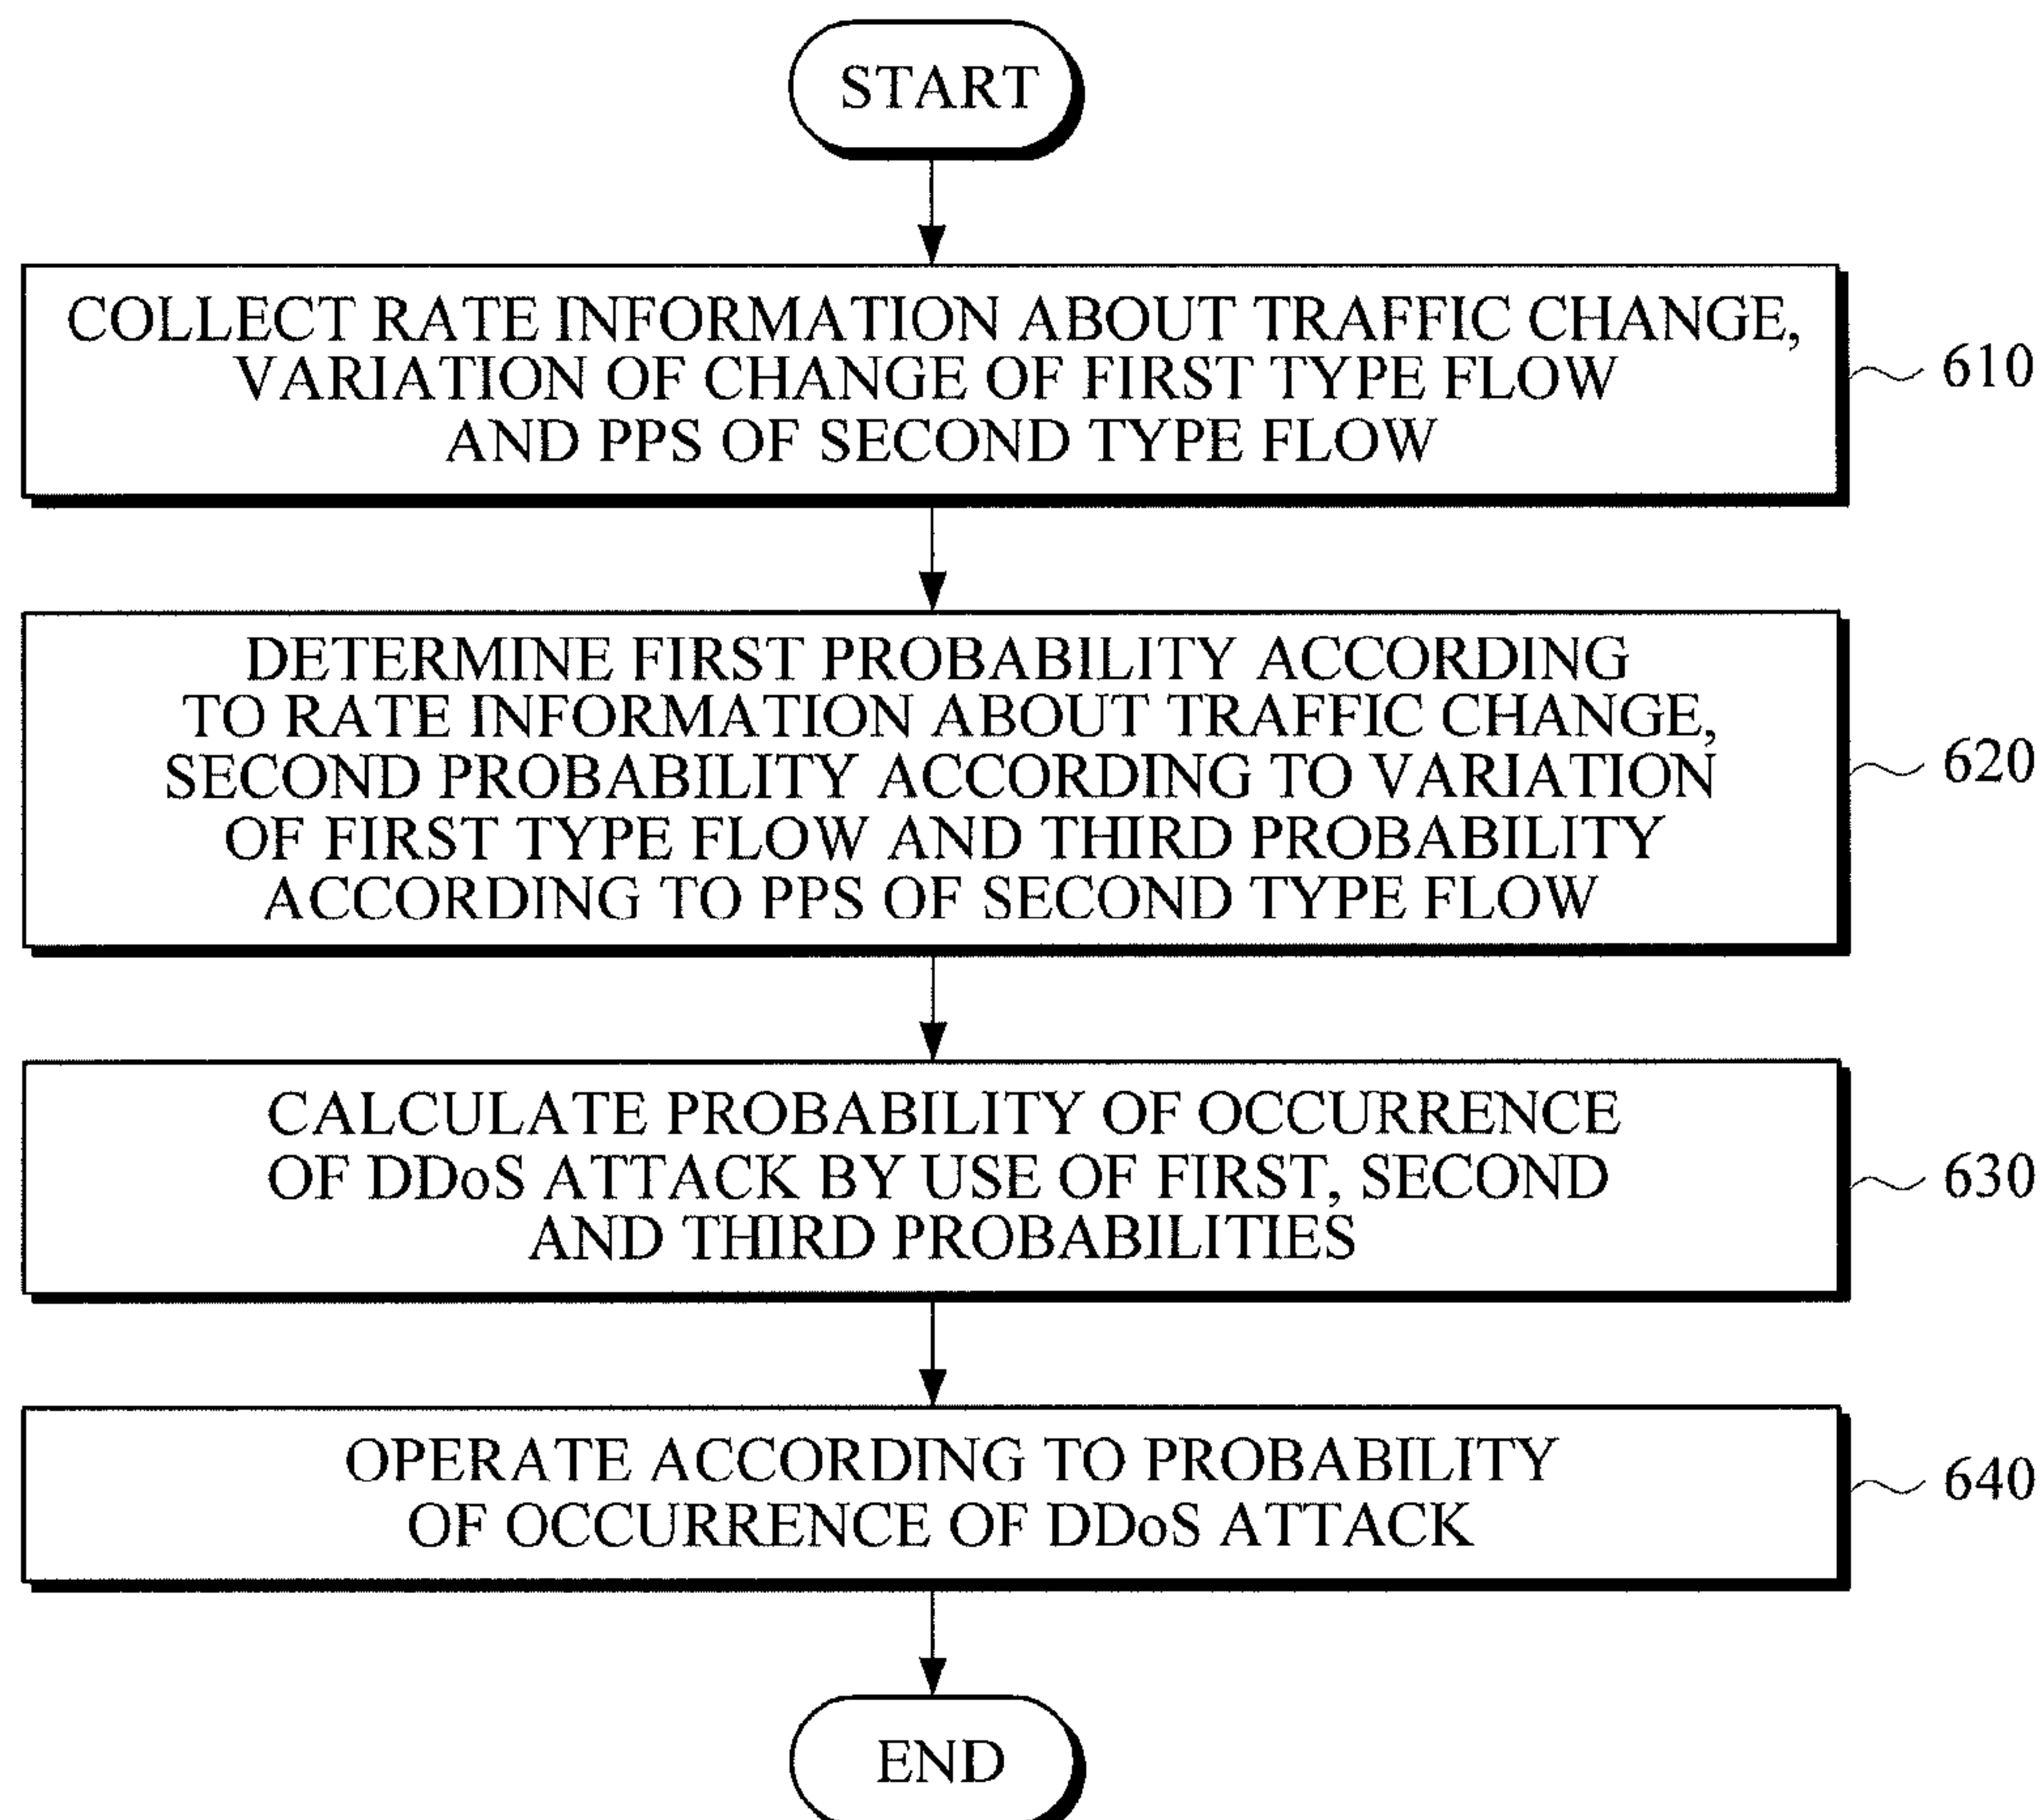 START
COLLECT RATE INFORMATION ABOUT TRAFFIC CHANGE,
VARIATION OF CHANGE OF FIRST TYPE FLOW
AND PPS OF SECOND TYPE FLOW
610
DETERMINE FIRST PROBABILITY ACCORDING
TO RATE INFORMATION ABOUT TRAFFIC CHANGE,
SECOND PROBABILITY ACCORDING TO VARIATION
OF FIRST TYPE FLOW AND THIRD PROBABILITY
ACCORDING TO PPS OF SECOND TYPE FLOW
620
CALCULATE PROBABILITY OF OCCURRENCE
OF DDoS ATTACK BY USE OF FIRST, SECOND
AND THIRD PROBABILITIES
630
OPERATE ACCORDING TO PROBABILITY
OF OCCURRENCE OF DDoS ATTACK
640
END